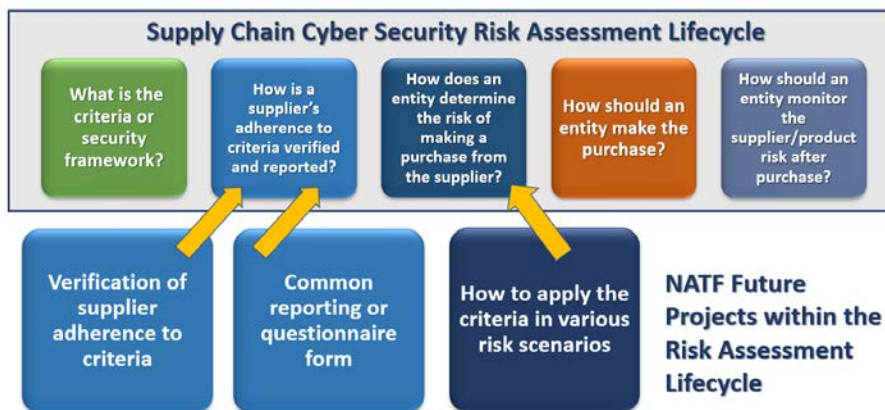 Supply Chain Cyber Security Risk Assessment Lifecycle
What is the
criteria or
security
framework?
How is a
supplier's
adherence to
criteria verified
and reported?
How does an
entity determine
the risk of
making a
purchase from
the supplier?
How should an
entity make the
purchase?
How should an
entity monitor
the
supplier/product
risk after
purchase?
Verification of
supplier
adherence to
criteria
Common
reporting or
questionnaire
form
How to apply the
criteria in various
risk scenarios
NATF Future
Projects within the
Risk Assessment
Lifecycle